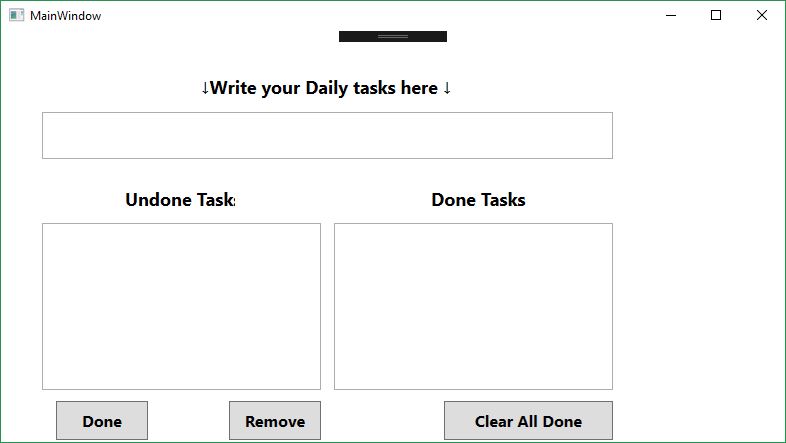 MainWindow
↓Write your Daily tasks here ↓
Undone Tasks
Done Tasks
Done
Remove
Clear All Done